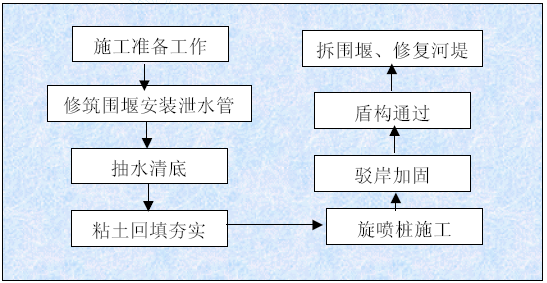 施工准备工作
修筑围堰安装泄水管
抽水清底
粘土回填夯实
旋喷桩施工
驳岸加固
盾构通过
拆围堰、修复河堤